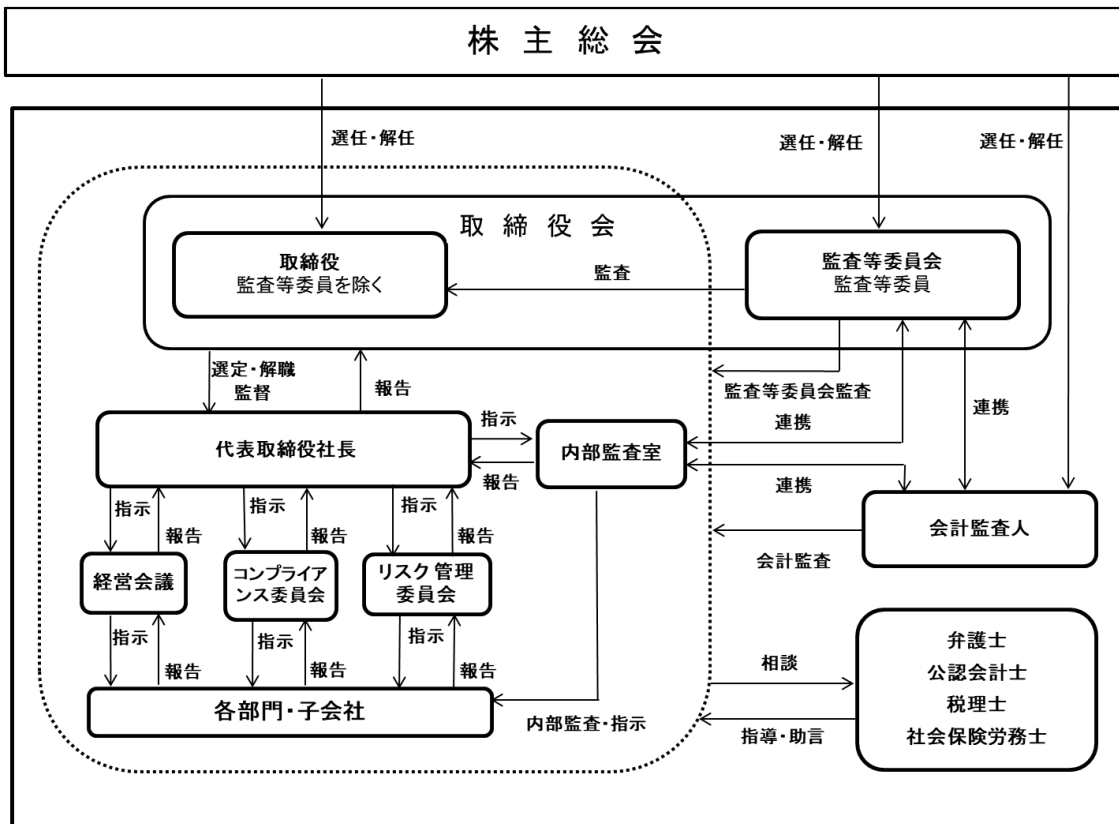 株主総会
選任・解任
選任・解任
選任・解任
取締役会
取締役
監査等委員を除く
監査
監査等委員会
監査等委員
選定・解職
監督
報告
監査等委員会監査
連携
連携
指示
代表取締役社長
内部監査室
報告
連携
指示
報告
指示
報告
指示
報告
会計監査人
会計監査
経営会議
コンプライア
ンス委員会
リスク管理
委員会
指示
報告
指示
報告
指示
報告
各部門・子会社
内部監査・指示
相談
指導・助言
弁護士
公認会計士
税理士
社会保険労務士